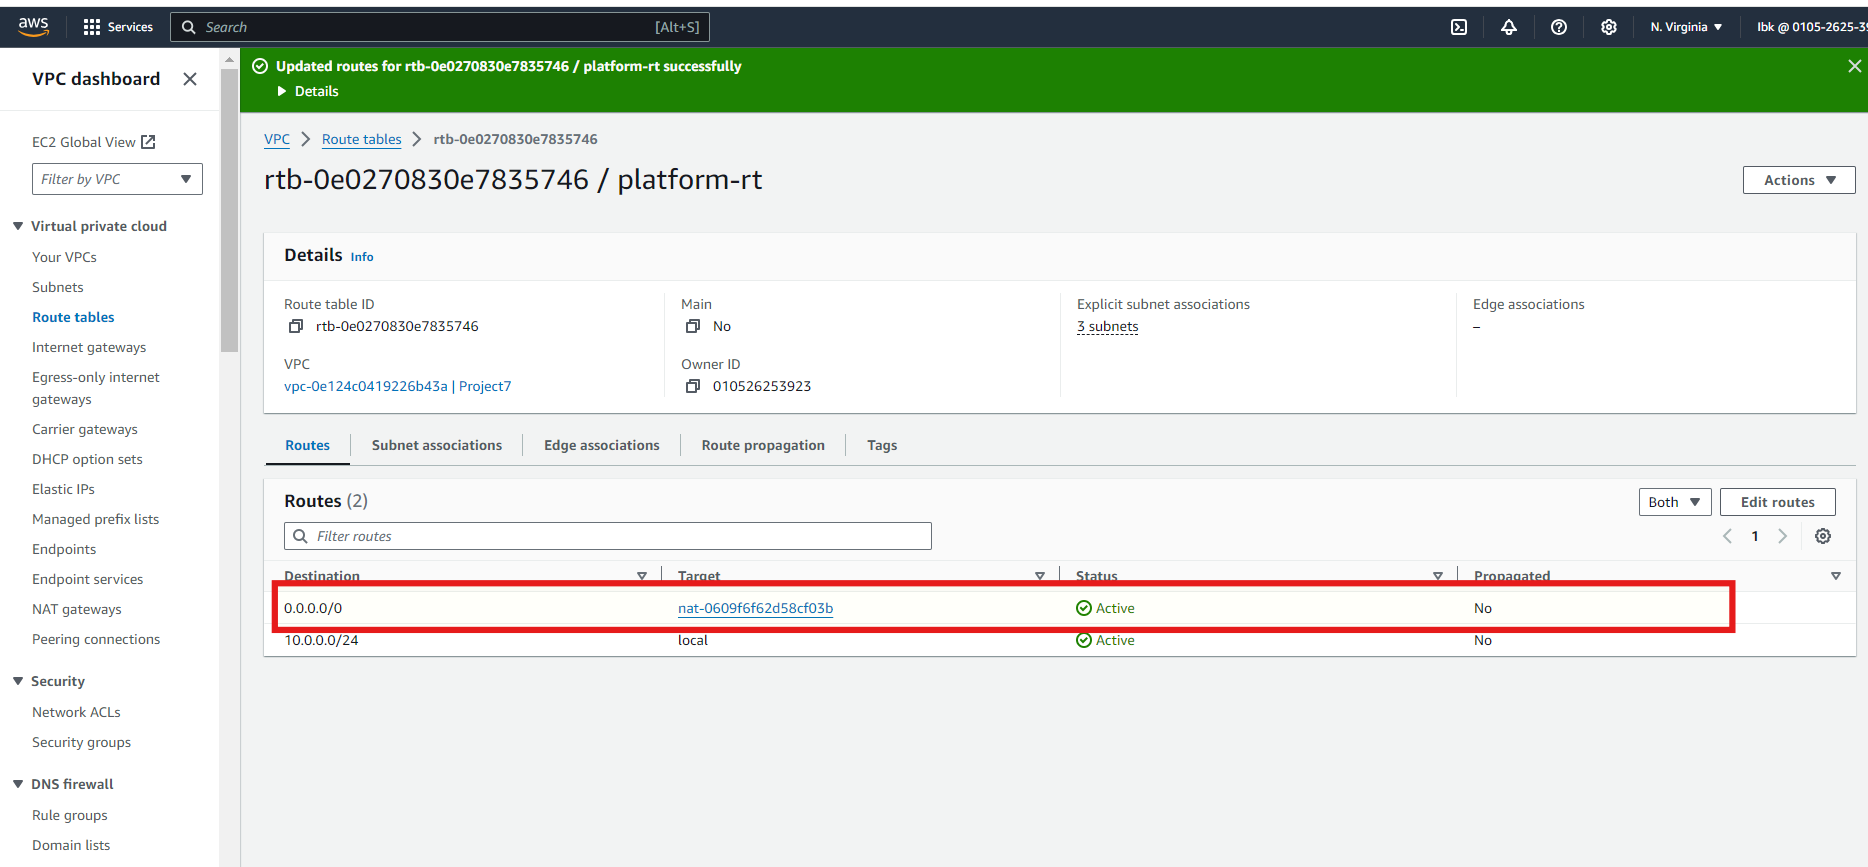 aws Services Search [Alt+S] N. Virginia Ibk @ 0105-2625-39
VPC dashboard
Updated routes for rtb-0e0270830e7835746 / platform-rt successfully
Details
EC2 Global View
Filter by VPC
Virtual private cloud
Your VPCs
Subnets
Route tables
Internet gateways
Egress-only internet
gateways
Carrier gateways
DHCP option sets
Elastic IPs
Managed prefix lists
Endpoints
Endpoint services
NAT gateways
Peering connections
Security
Network ACLs
Security groups
DNS firewall
Rule groups
Domain lists
VPC Route tables rtb-0e0270830e7835746
rtb-0e0270830e7835746 / platform-rt
Actions
Details Info
Route table ID Main Explicit subnet associations Edge associations
rtb-0e0270830e7835746 No 3 subnets –
VPC Owner ID
vpc-0e124c0419226b43a | Project7 010526253923
Routes Subnet associations Edge associations Route propagation Tags
Routes (2) Both Edit routes
Filter routes 1
Destination Target Status Propagated
0.0.0.0/0 nat-0609f6f62d58cf03b Active No
10.0.0.0/24 local Active No